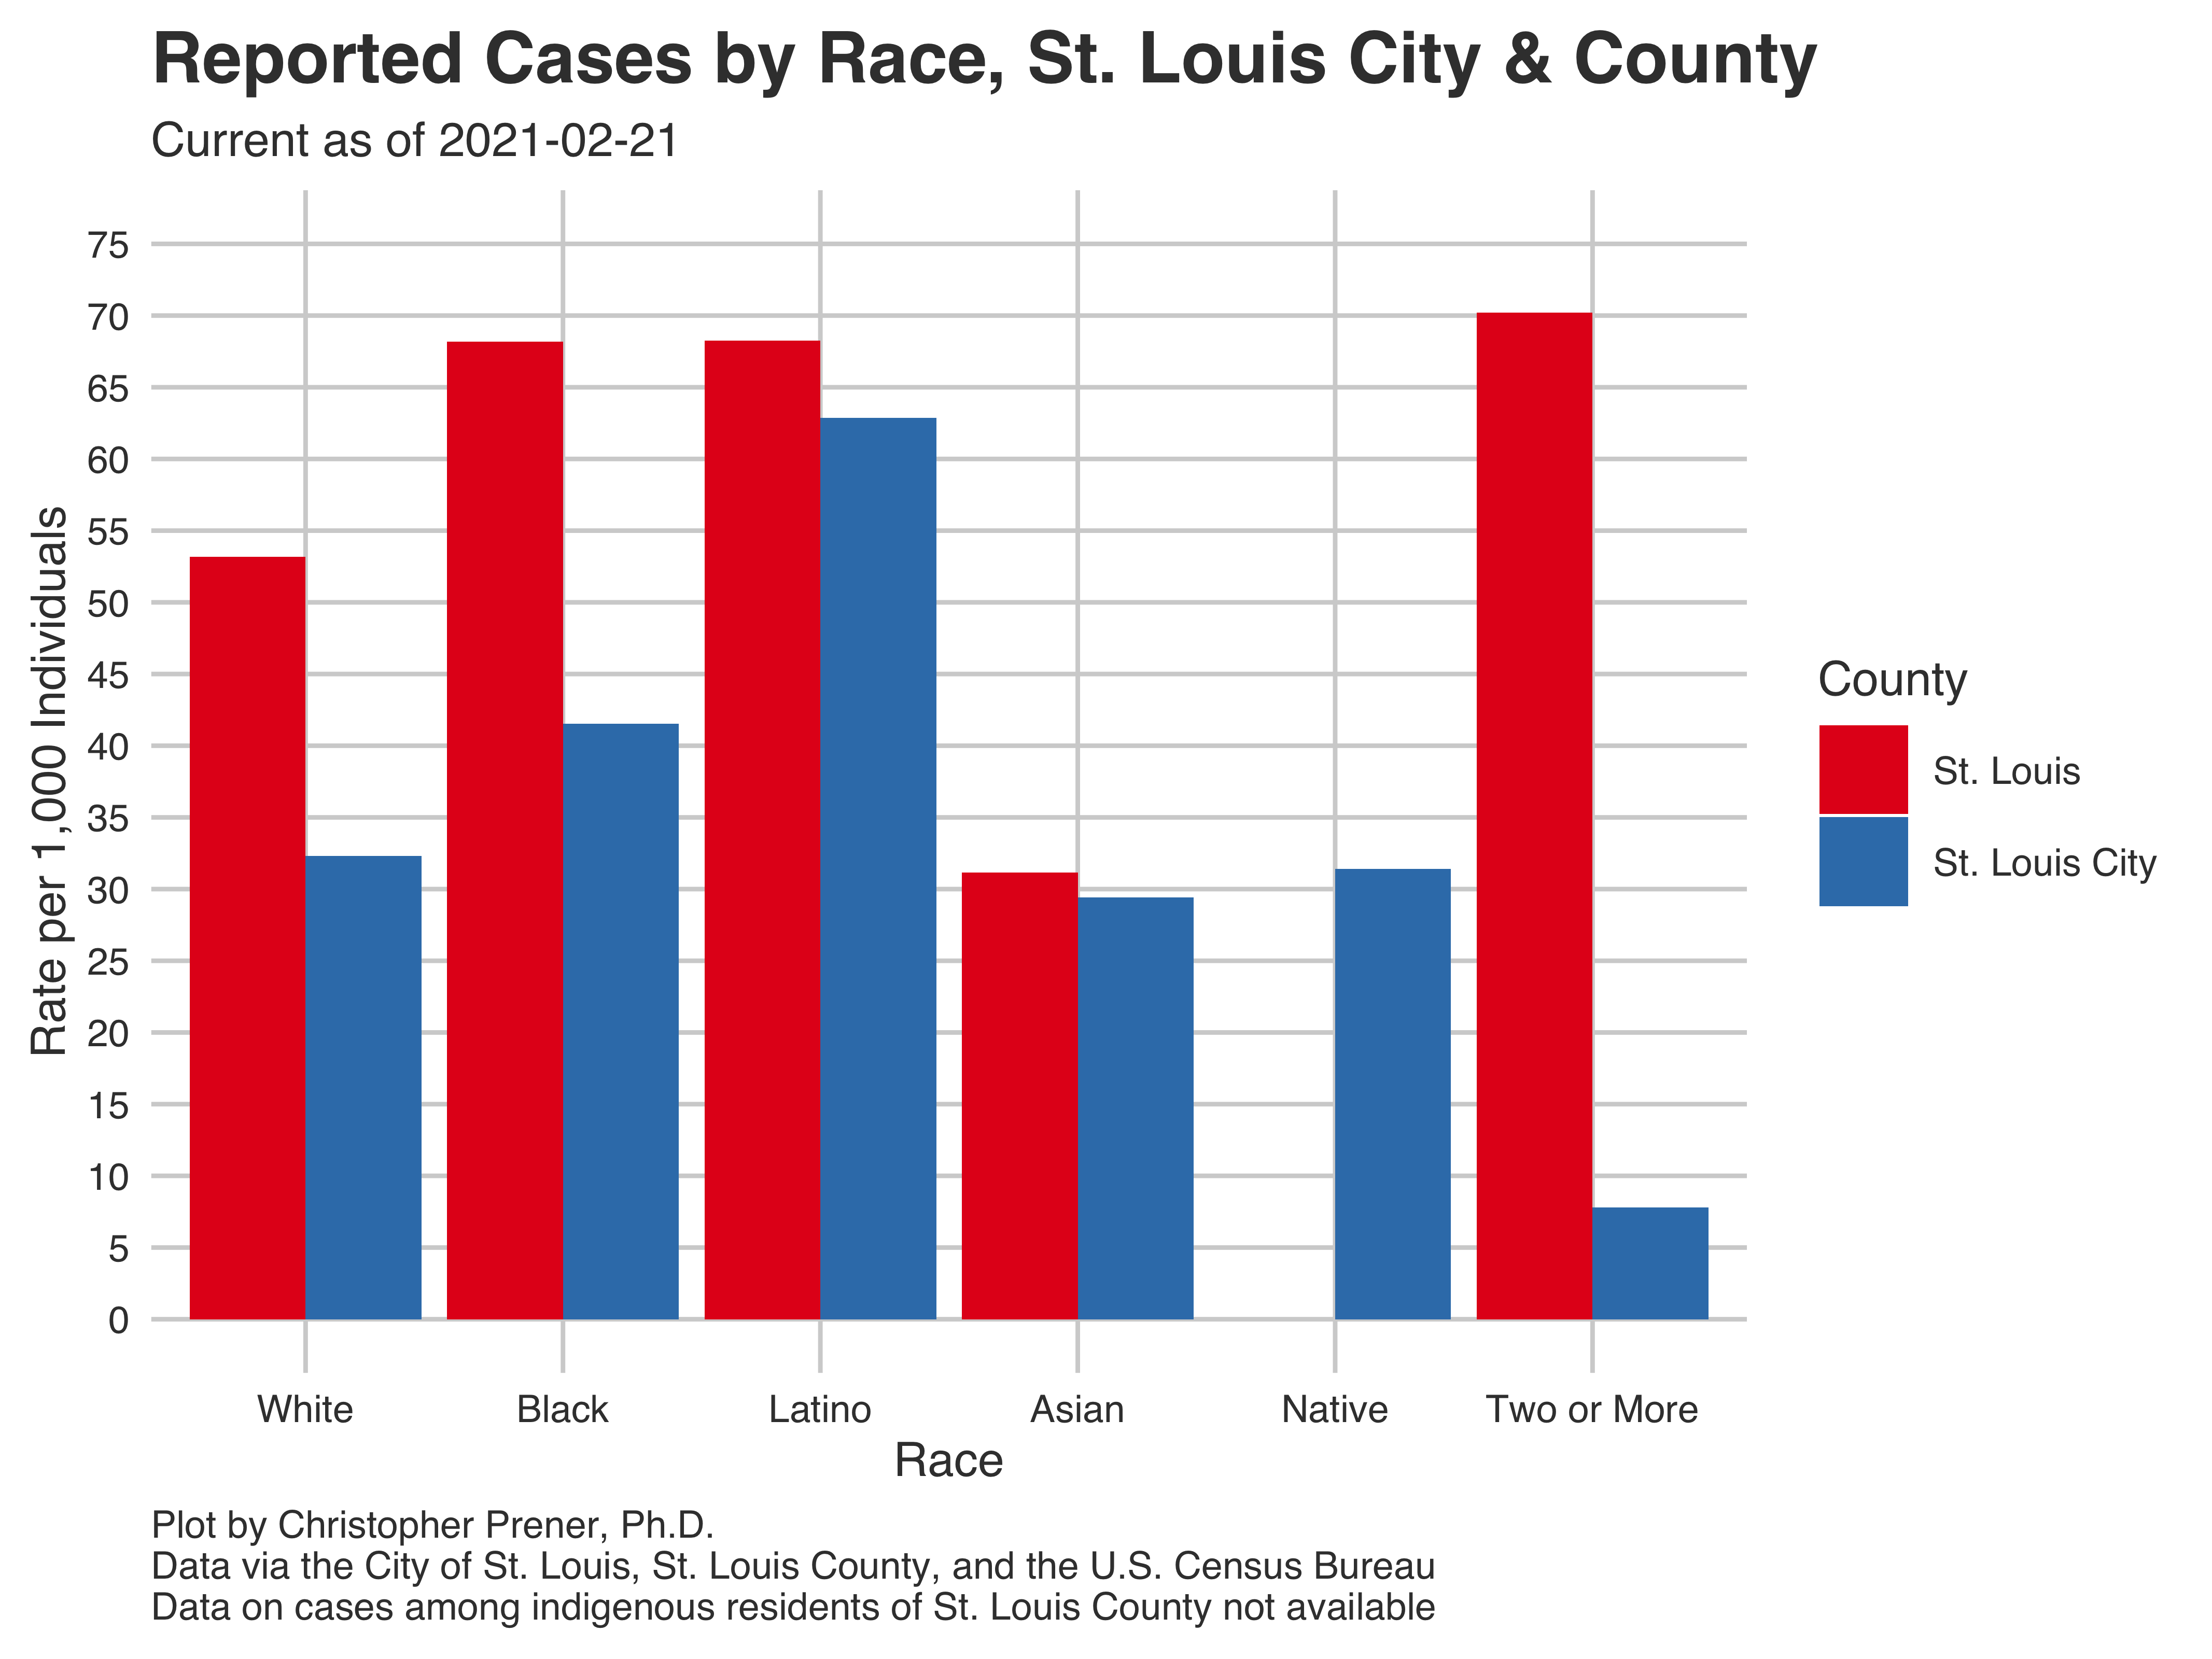 Reported Cases by Race, St. Louis City & County
Current as of 2021-02-21
75
70
65
60
55
50
45
40
35
30
25
20
15
10
5
0
Rate per 1,000 Individuals
White
Black
Latino
Asian
Native
Two or More
Race
County
St. Louis
St. Louis City
Plot by Christopher Prener, Ph.D.
Data via the City of St. Louis, St. Louis County, and the U.S. Census Bureau
Data on cases among indigenous residents of St. Louis County not available